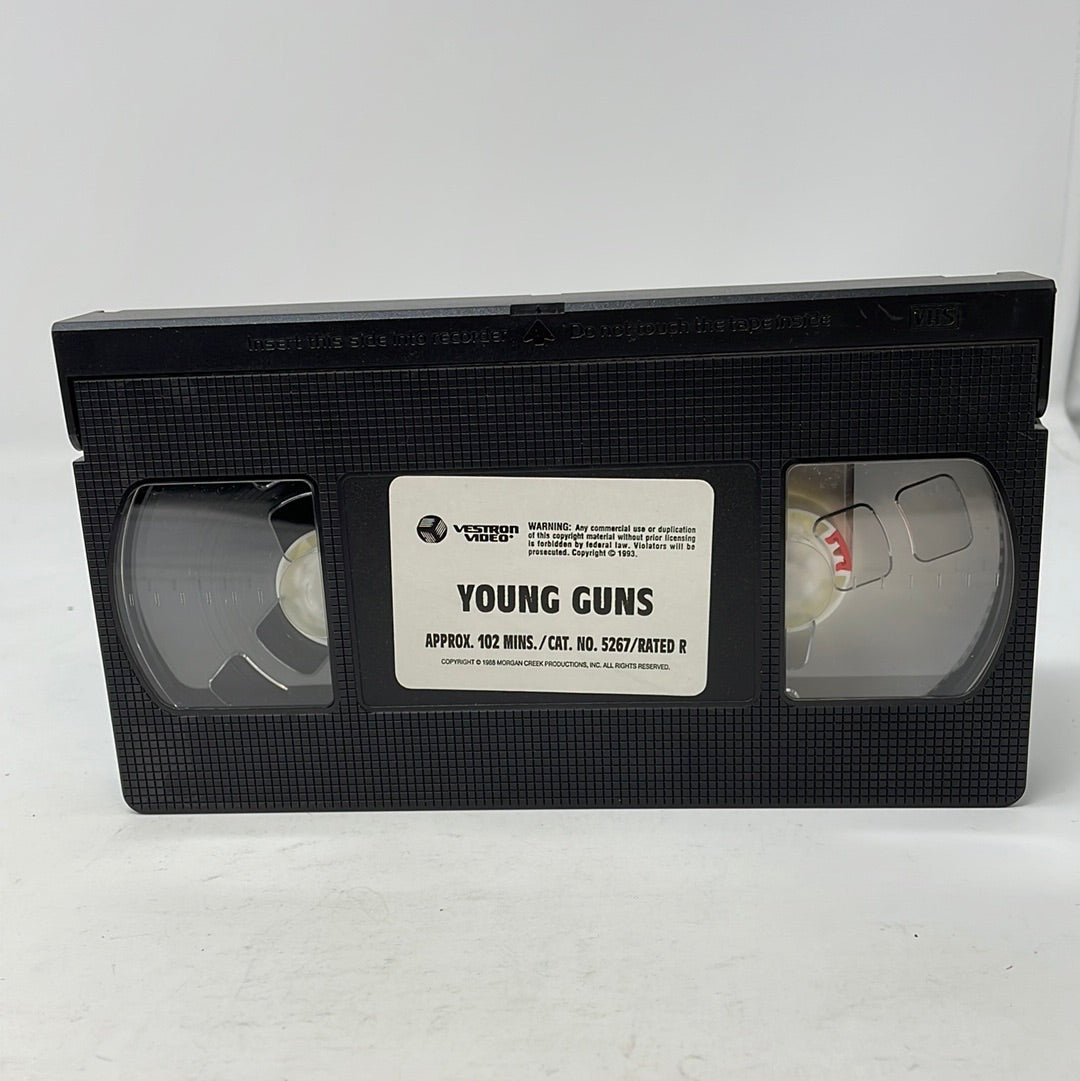 Insert this side into recorder Do not touch the tape inside VHS
VESTRON
VIDEO®
WARNING: Any commercial use or duplication
of this copyright material without prior licensing
is forbidden by federal law. Violators will be
prosecuted. Copyright © 1993.
YOUNG GUNS
APPROX. 102 MINS./CAT. NO. 5267/RATED R
COPYRIGHT © 1988 MORGAN CREEK PRODUCTIONS, INC. ALL RIGHTS RESERVED.